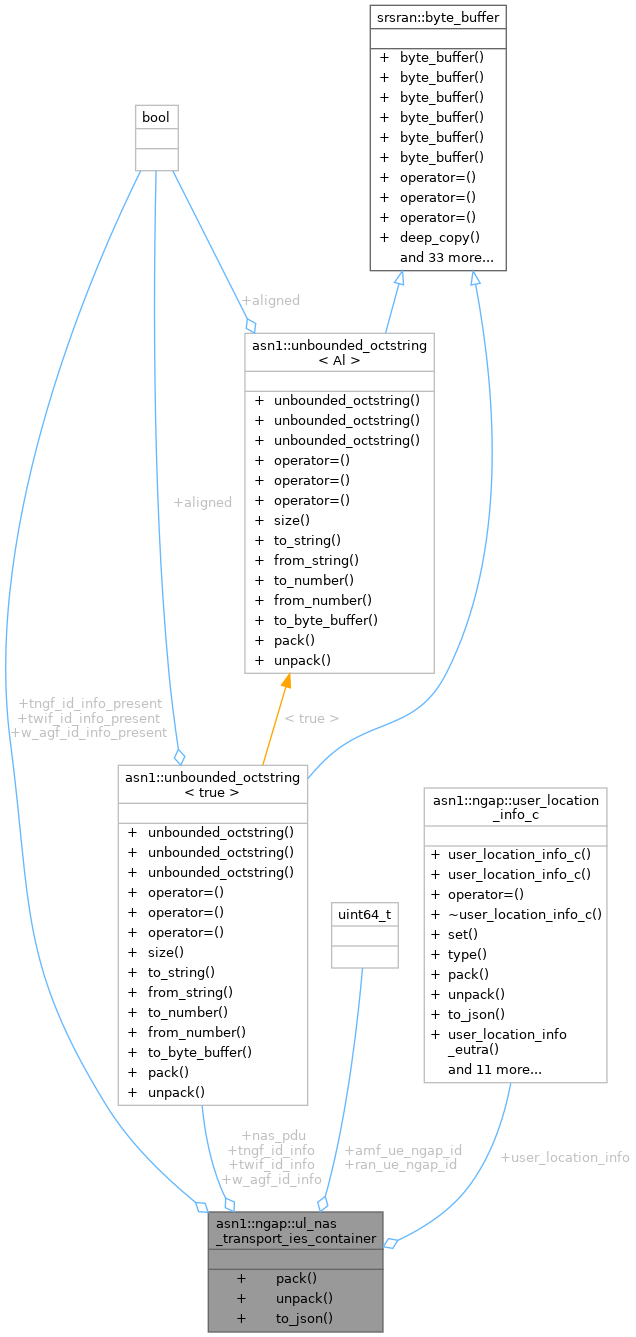 srsran::byte_buffer
+ byte_buffer()
+ byte_buffer()
+ byte_buffer()
+ byte_buffer()
+ byte_buffer()
+ byte_buffer()
+ operator=()
+ operator=()
+ operator=()
+ deep_copy()
and 33 more...
bool
+aligned
asn1::unbounded_octstring
< Al >
+ unbounded_octstring()
+ unbounded_octstring()
+ unbounded_octstring()
+ operator=()
+ operator=()
+ operator=()
+ size()
+ to_string()
+ from_string()
+ to_number()
+ from_number()
+ to_byte_buffer()
+ pack()
+ unpack()
+aligned
+tngf_id_info_present
+twif_id_info_present
+w_agf_id_info_present
< true >
asn1::unbounded_octstring
< true >
+ unbounded_octstring()
+ unbounded_octstring()
+ unbounded_octstring()
+ operator=()
+ operator=()
+ operator=()
+ size()
+ to_string()
+ from_string()
+ to_number()
+ from_number()
+ to_byte_buffer()
+ pack()
+ unpack()
uint64_t
asn1::ngap::user_location
_info_c
+ user_location_info_c()
+ user_location_info_c()
+ operator=()
+ ~user_location_info_c()
+ set()
+ type()
+ pack()
+ unpack()
+ to_json()
+ user_location_info
_eutra()
and 11 more...
+nas_pdu
+tngf_id_info
+twif_id_info
+w_agf_id_info
+amf_ue_ngap_id
+ran_ue_ngap_id
+user_location_info
asn1::ngap::ul_nas
_transport_ies_container
+ pack()
+ unpack()
+ to_json()